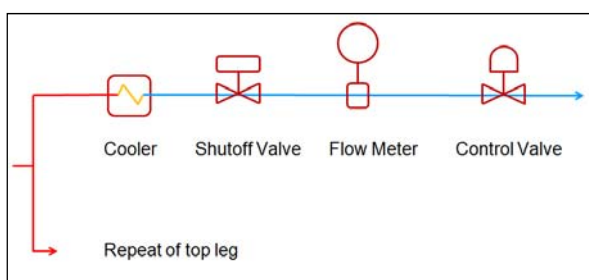 Cooler Shutoff Valve Flow Meter Control Valve
Repeat of top leg